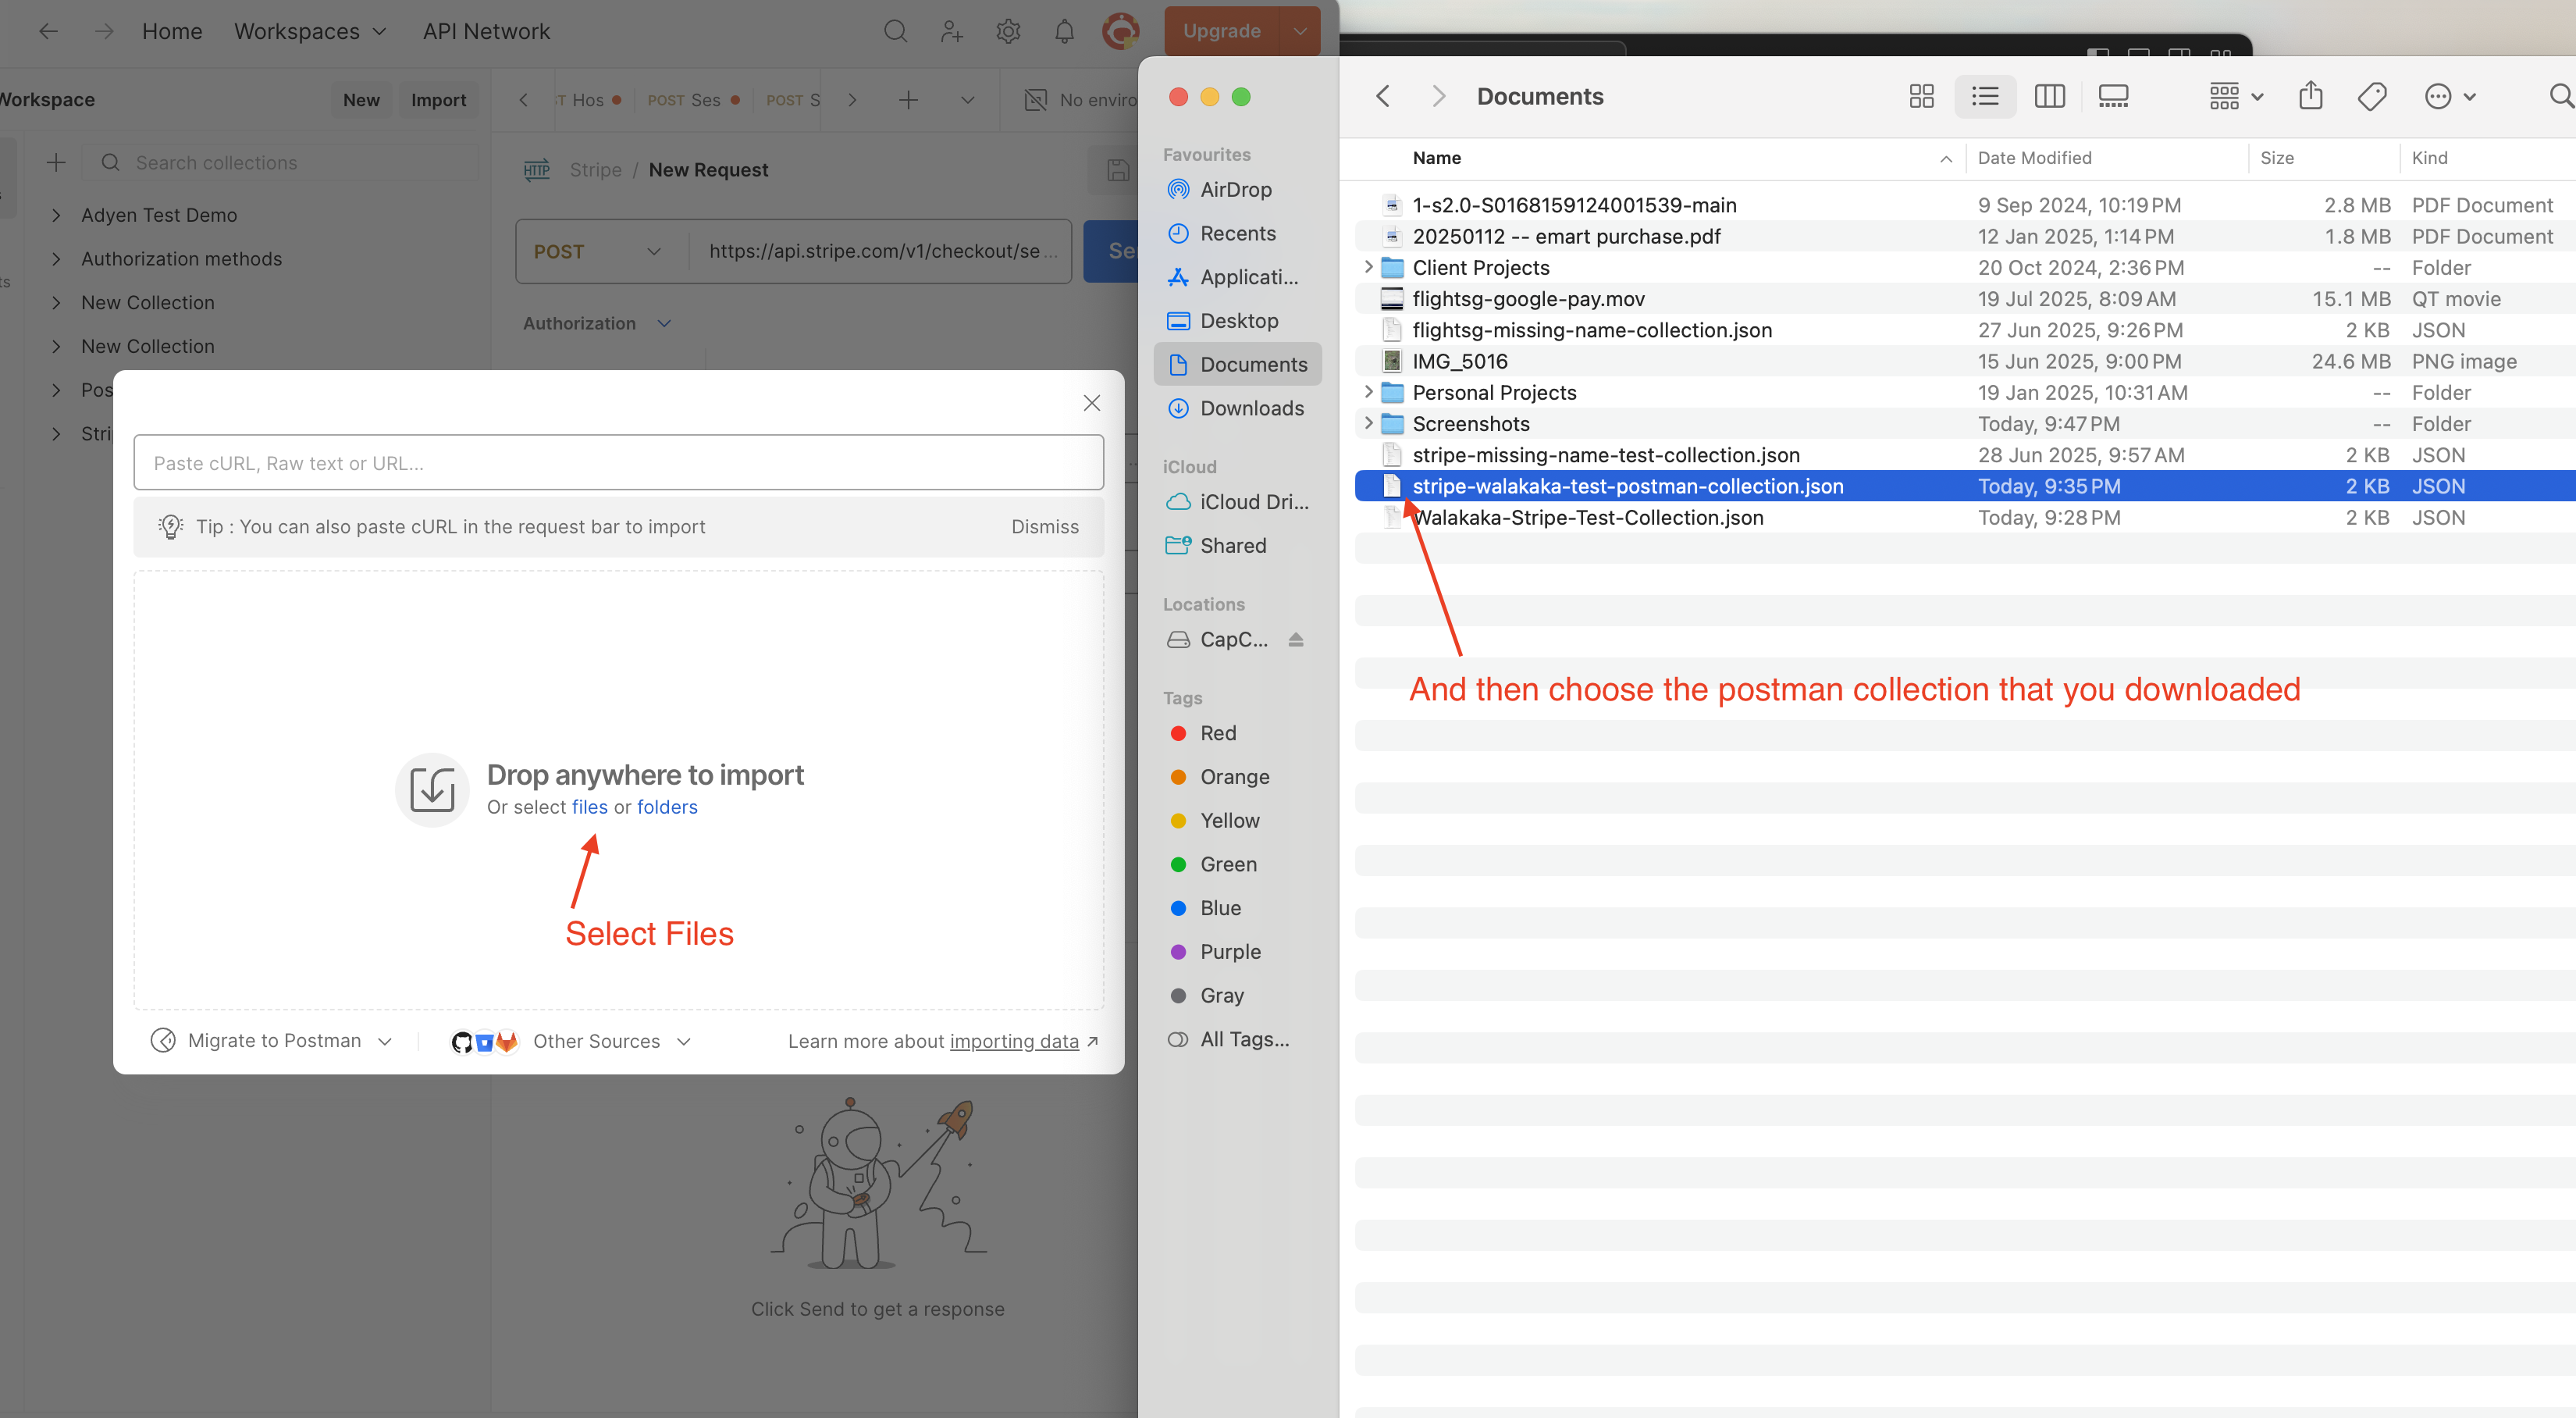 Home
Workspaces
API Network
Upgrade
Workspace
New
Import
Hos
POST Ses
POST S
No enviro
Search collections
Adyen Test Demo
Authorization methods
New Collection
New Collection
Pos
Stri
HTTP
Stripe / New Request
POST
https://api.stripe.com/v1/checkout/se...
Se
Authorization
Paste cURL, Raw text or URL...
Tip : You can also paste cURL in the request bar to import
Dismiss
Drop anywhere to import
Or select files or folders
Select Files
Migrate to Postman
Other Sources
Learn more about importing data ↗
Click Send to get a response
Favourites
AirDrop
Recents
Applicati...
Desktop
Documents
Downloads
iCloud
iCloud Dri...
Shared
Locations
CapC...
Tags
Red
Orange
Yellow
Green
Blue
Purple
Gray
All Tags...
Documents
Name Date Modified Size Kind
1-s2.0-S0168159124001539-main 9 Sep 2024, 10:19 PM 2.8 MB PDF Document
20250112 -- emart purchase.pdf 12 Jan 2025, 1:14 PM 1.8 MB PDF Document
Client Projects 20 Oct 2024, 2:36 PM -- Folder
flightsg-google-pay.mov 19 Jul 2025, 8:09 AM 15.1 MB QT movie
flightsg-missing-name-collection.json 27 Jun 2025, 9:26 PM 2 KB JSON
IMG_5016 15 Jun 2025, 9:00 PM 24.6 MB PNG image
Personal Projects 19 Jan 2025, 10:31 AM -- Folder
Screenshots Today, 9:47 PM -- Folder
stripe-missing-name-test-collection.json 28 Jun 2025, 9:57 AM 2 KB JSON
stripe-walakaka-test-postman-collection.json Today, 9:35 PM 2 KB JSON
Walakaka-Stripe-Test-Collection.json Today, 9:28 PM 2 KB JSON
And then choose the postman collection that you downloaded